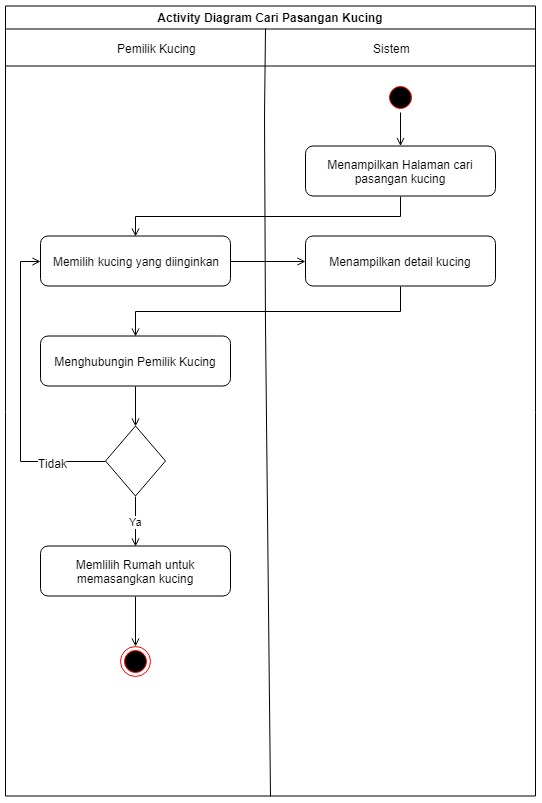 Activity Diagram Cari Pasangan Kucing
Pemilik Kucing
Sistem
Menampilkan Halaman cari
pasangan kucing
Memilih kucing yang diinginkan
Menampilkan detail kucing
Menghubungin Pemilik Kucing
Tidak
Ya
Memlilih Rumah untuk
memasangkan kucing